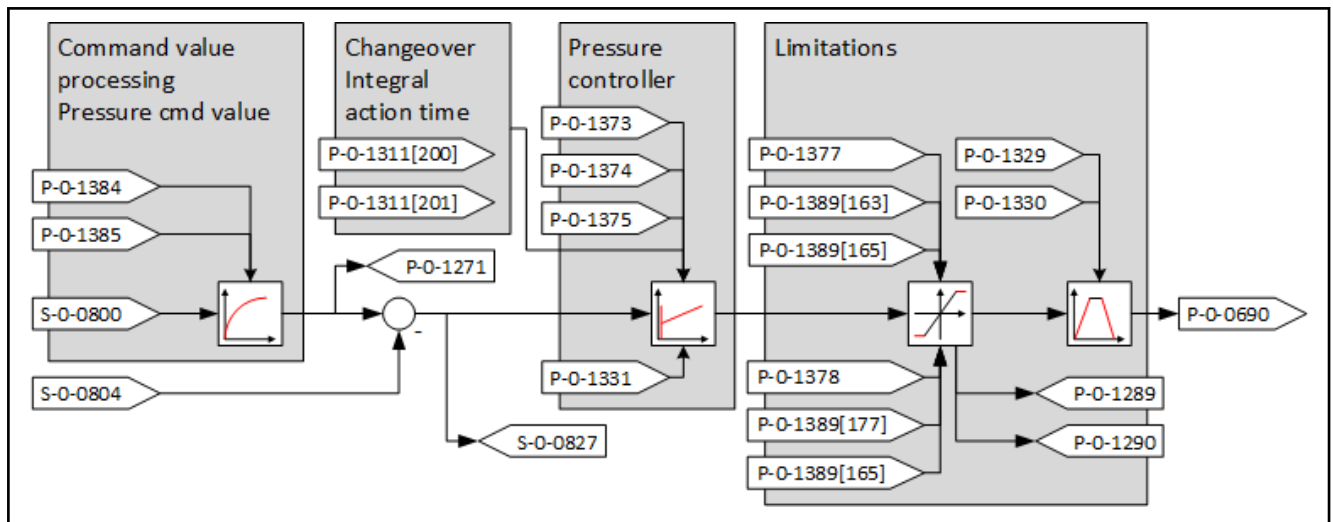 Command value
processing
Pressure cmd value
P-0-1384
P-0-1385
S-0-0800
S-0-0804
Changeover
Integral
action time
P-0-1311[200]
P-0-1311[201]
P-0-1271
-
S-0-0827
Pressure
controller
P-0-1373
P-0-1374
P-0-1375
P-0-1331
Limitations
P-0-1377
P-0-1389[163]
P-0-1389[165]
P-0-1378
P-0-1389[177]
P-0-1389[165]
P-0-1329
P-0-1330
P-0-1289
P-0-1290
P-0-0690